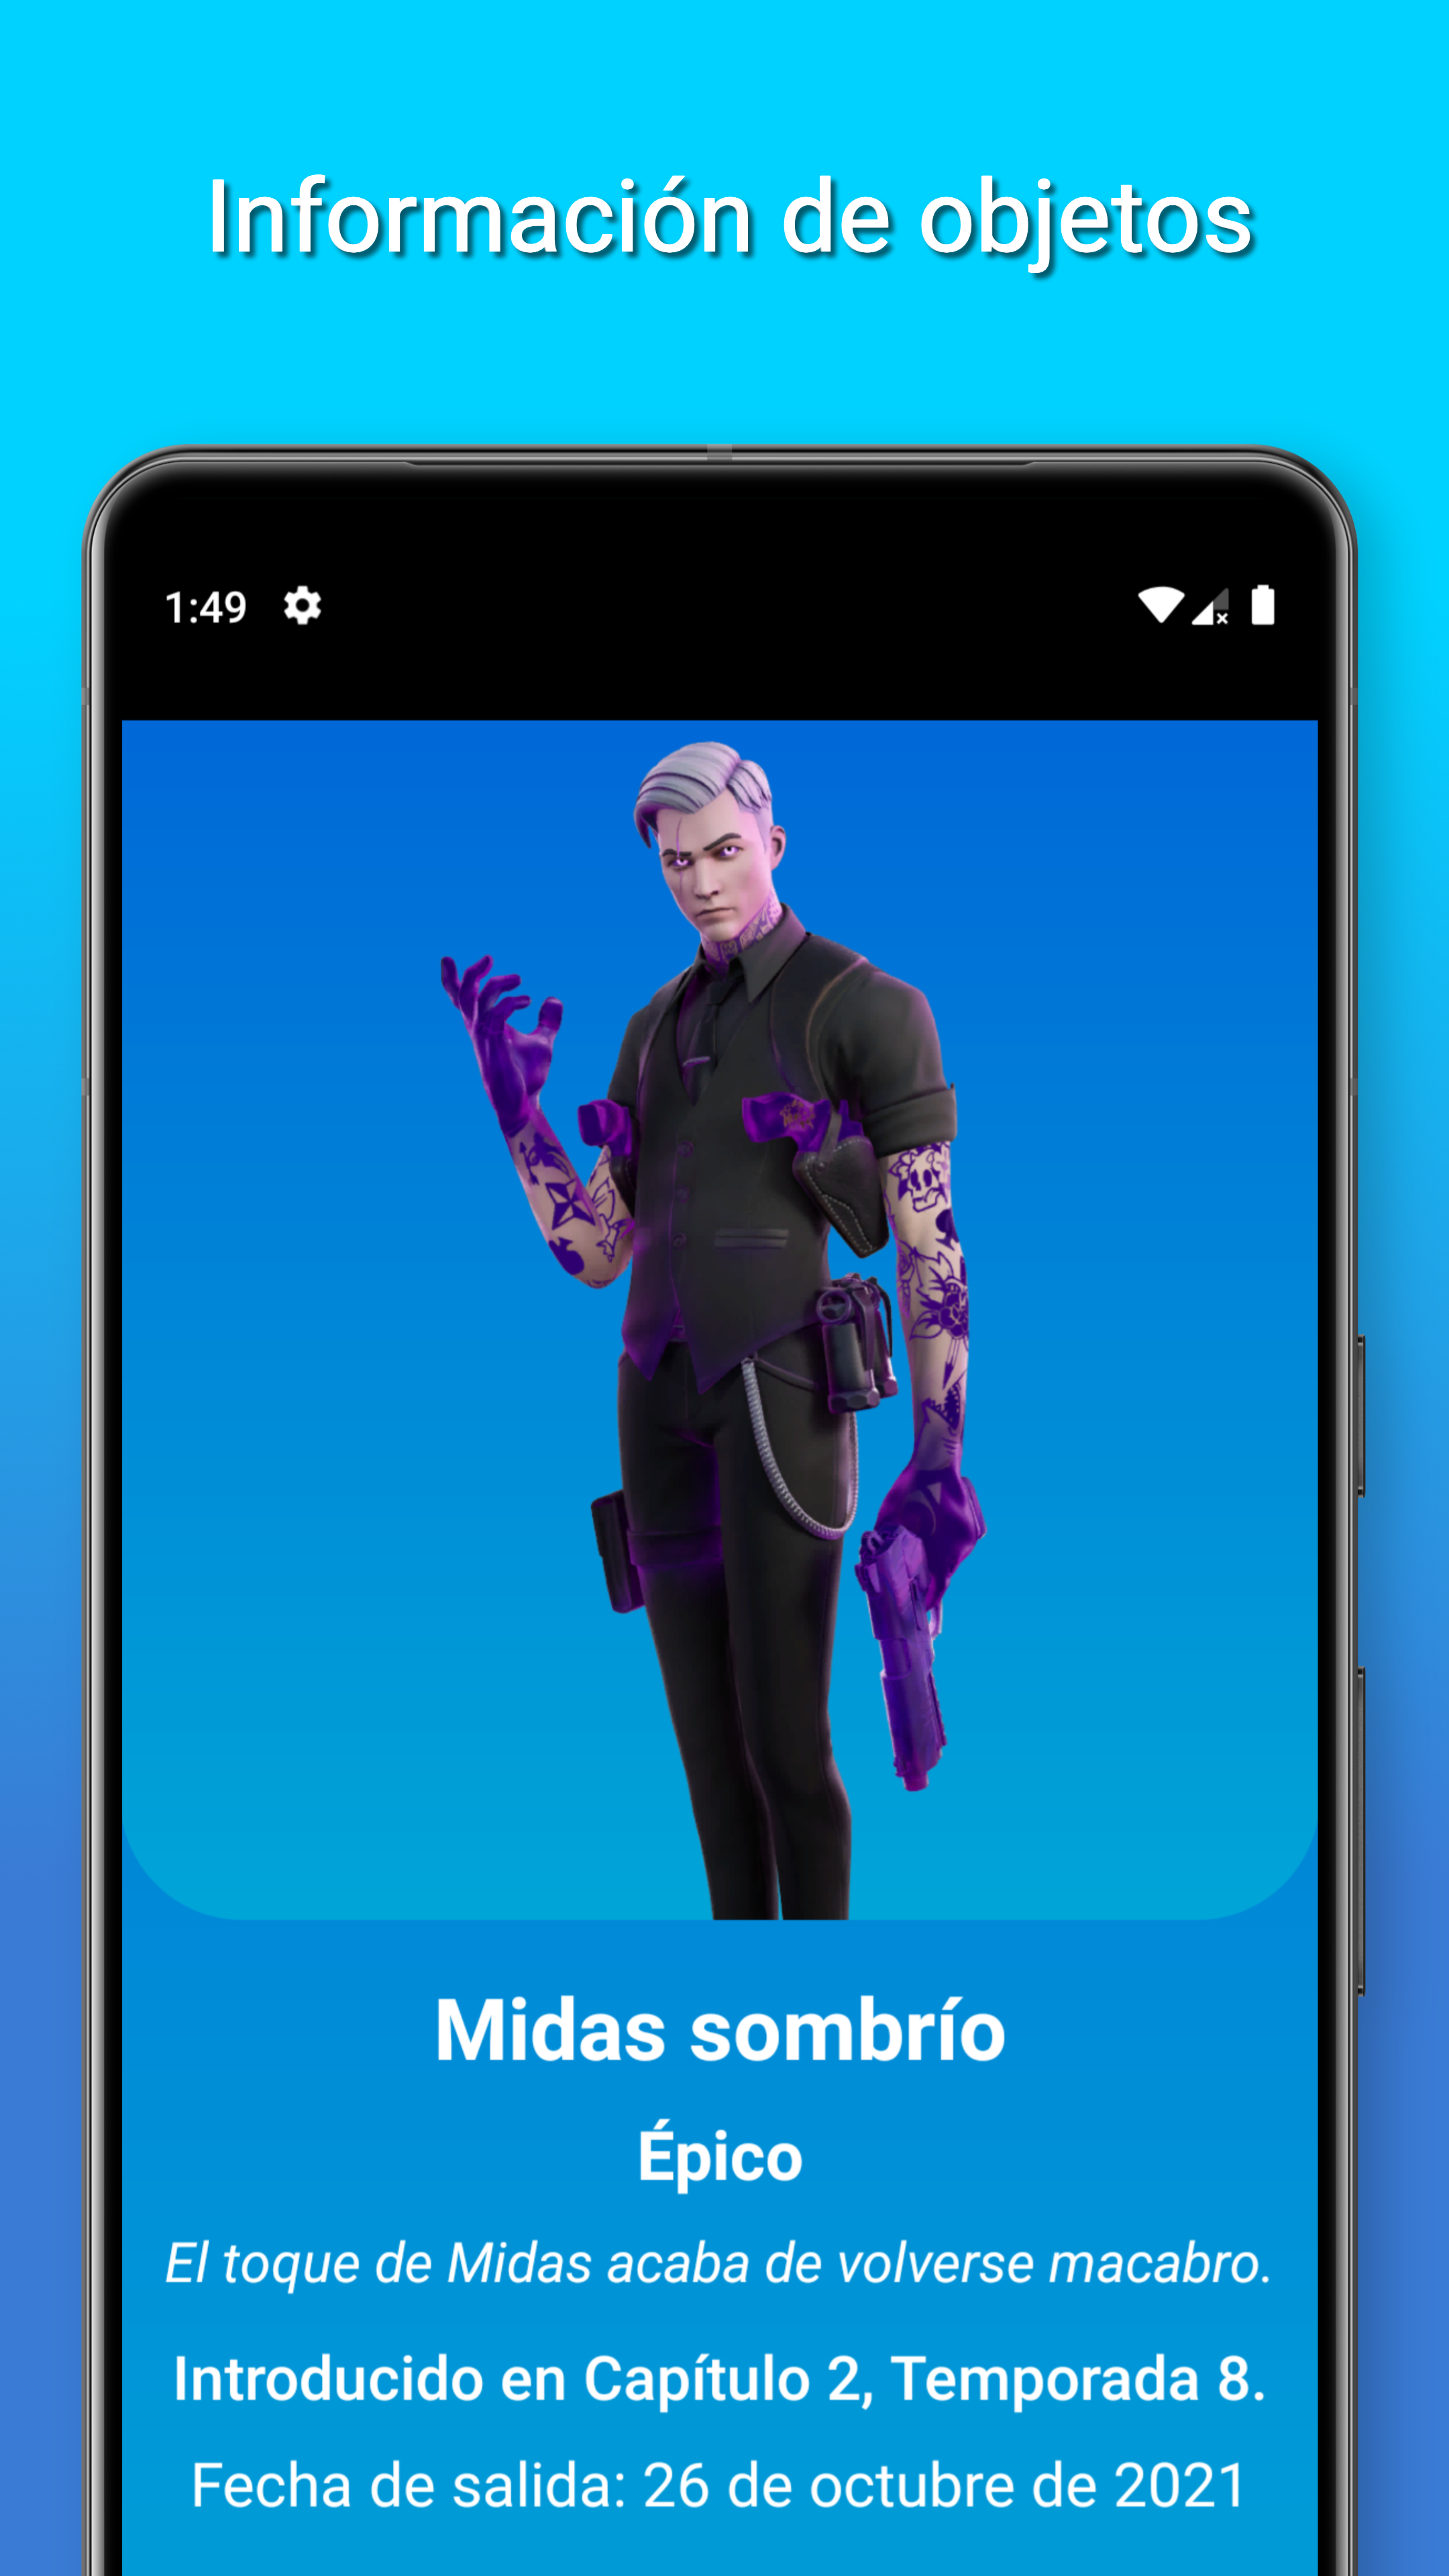 Información de objetos
1:49
Midas sombrío
Épico
El toque de Midas acaba de volverse macabro.
Introducido en Capítulo 2, Temporada 8.
Fecha de salida: 26 de octubre de 2021